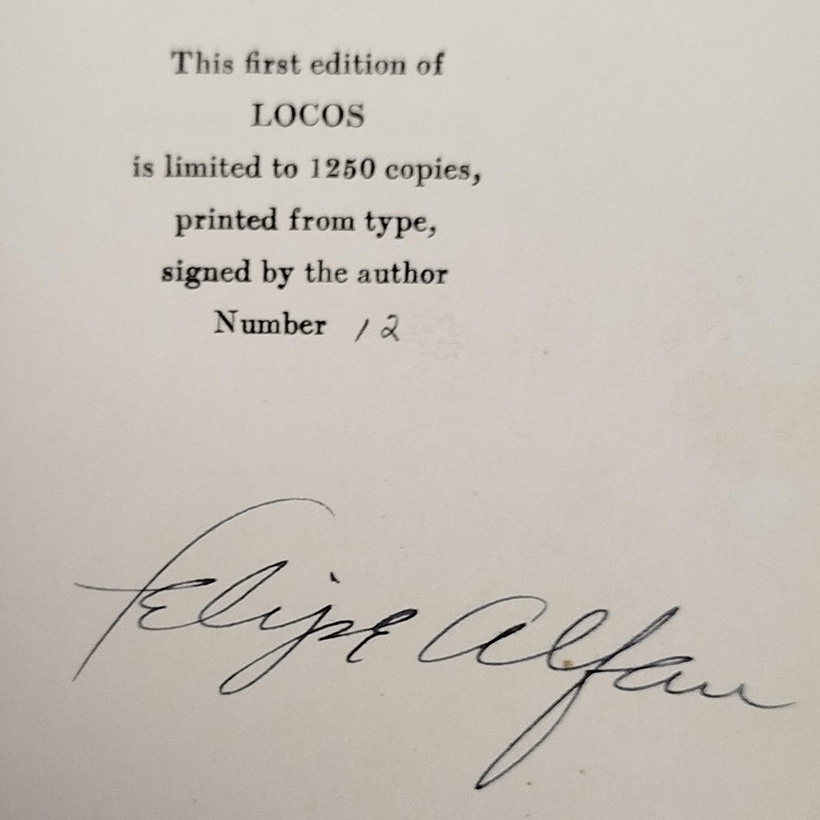 This first edition of
LOCOS
is limited to 1250 copies,
printed from type,
signed by the author
Number 12
Felipe Alfau